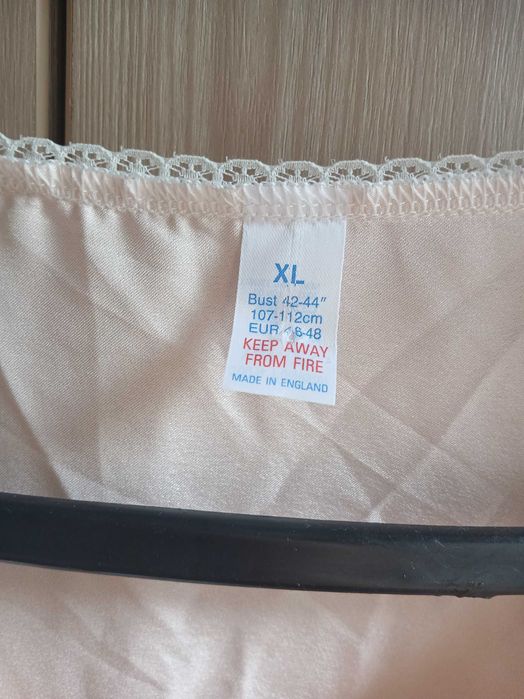 XL
Bust 42-44"
107-112cm
EUR 46-48
KEEP AWAY
FROM FIRE
MADE IN ENGLAND